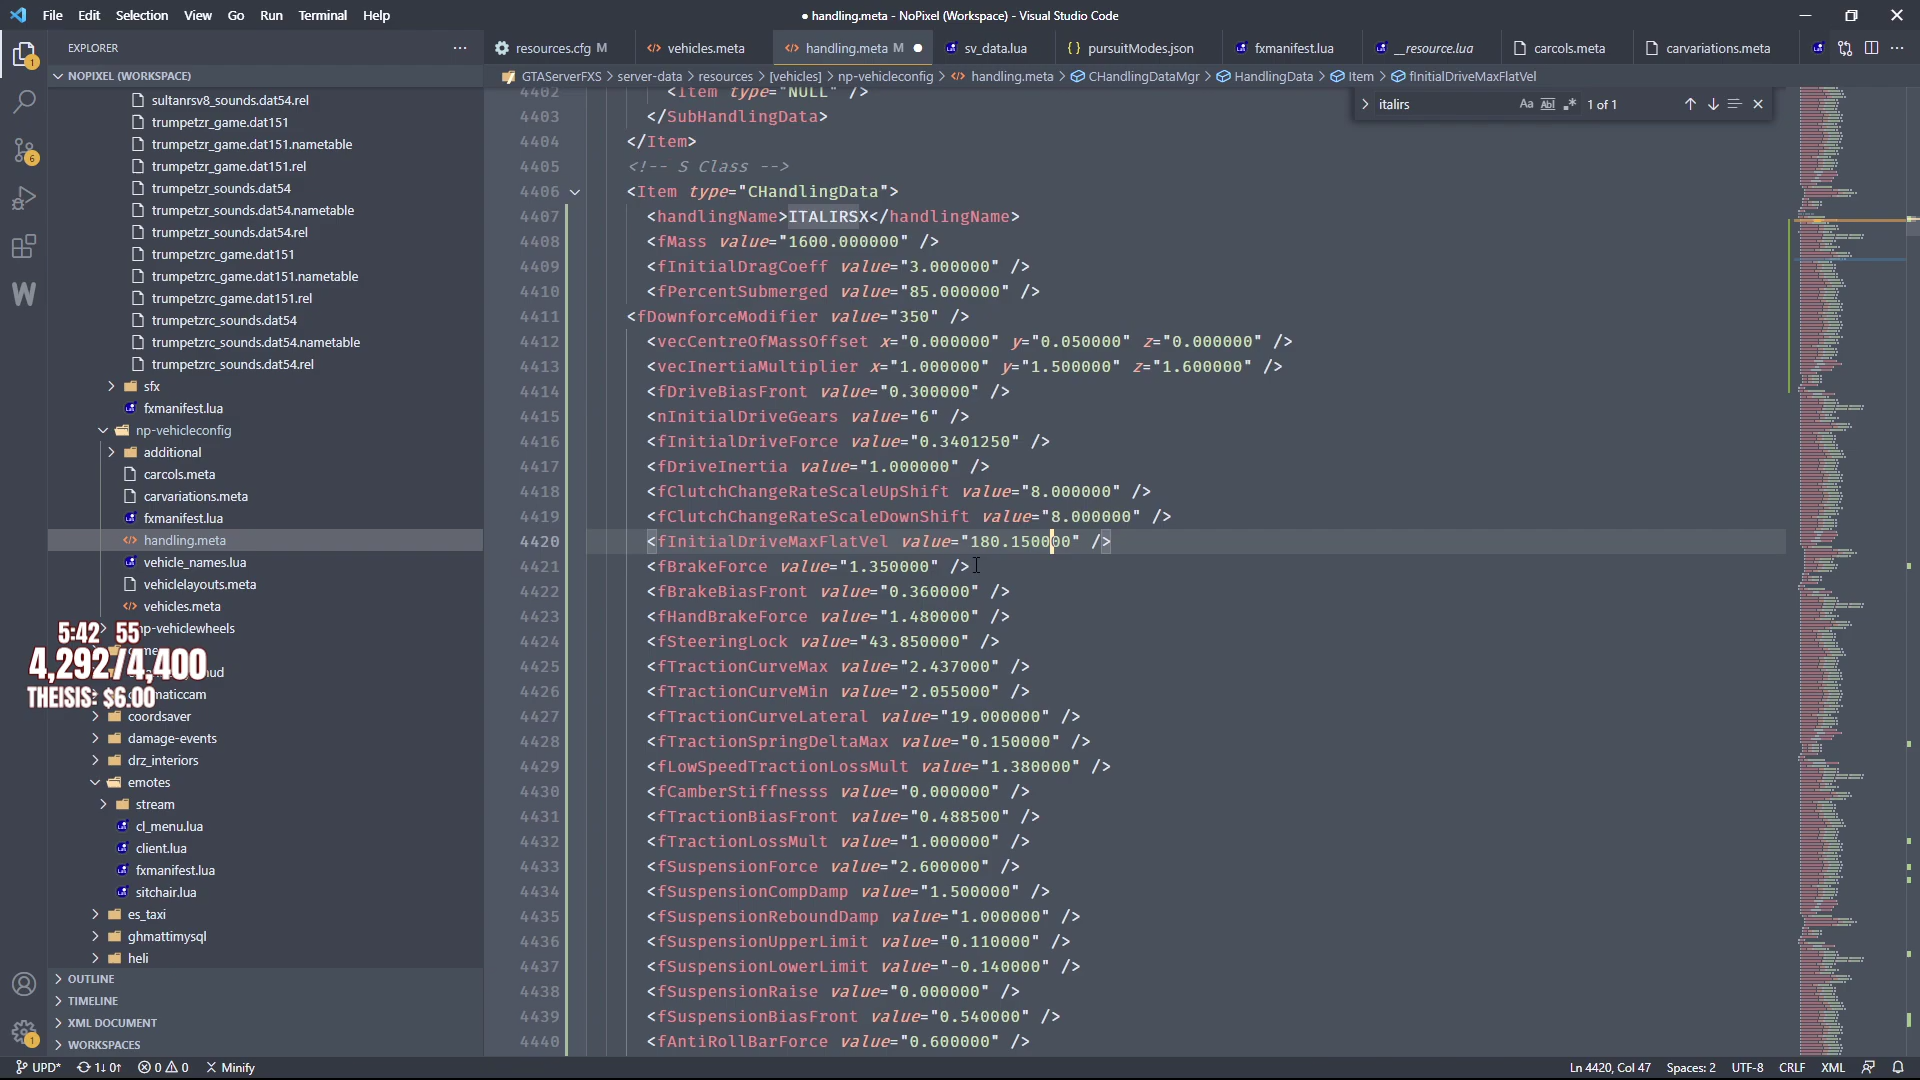 File Edit Selection View Go Run Terminal Help
● handling.meta - NoPixel (Workspace) - Visual Studio Code
EXPLORER
resources.cfg M
vehicles.meta
handling.meta M
sv_data.lua
pursuitModes.json
fxmanifest.lua
__resource.lua
carcols.meta
carvariations.meta
NOPIXEL (WORKSPACE)
GTAServerFXS > server-data > resources > [vehicles] > np-vehicleconfig > handling.meta > CHandlingDataMgr > HandlingData > Item > fInitialDriveMaxFlatVel
italirs
Aa Abl .* 1 of 1
sultanrsv8_sounds.dat54.rel
trumpetzr_game.dat151
trumpetzr_game.dat151.nametable
trumpetzr_game.dat151.rel
trumpetzr_sounds.dat54
trumpetzr_sounds.dat54.nametable
trumpetzr_sounds.dat54.rel
trumpetzrc_game.dat151
trumpetzrc_game.dat151.nametable
trumpetzrc_game.dat151.rel
trumpetzrc_sounds.dat54
trumpetzrc_sounds.dat54.nametable
trumpetzrc_sounds.dat54.rel
sfx
fxmanifest.lua
np-vehicleconfig
additional
carcols.meta
carvariations.meta
fxmanifest.lua
handling.meta
vehicle_names.lua
vehiclelayouts.meta
vehicles.meta
np-vehiclewheels
coordsaver
damage-events
drz_interiors
emotes
stream
cl_menu.lua
client.lua
fxmanifest.lua
sitchair.lua
es_taxi
ghmattimysql
heli
OUTLINE
TIMELINE
XML DOCUMENT
WORKSPACES
5:42 55
4,292/4,400
THEISIS: $6.00
4402 <Item type="NULL" />
4403 </SubHandlingData>
4404 </Item>
4405 <!-- S Class -->
4406 <Item type="CHandlingData">
4407 <handlingName>ITALIRSX</handlingName>
4408 <fMass value="1600.000000" />
4409 <fInitialDragCoeff value="3.000000" />
4410 <fPercentSubmerged value="85.000000" />
4411 <fDownforceModifier value="350" />
4412 <vecCentreOfMassOffset x="0.000000" y="0.050000" z="0.000000" />
4413 <vecInertiaMultiplier x="1.000000" y="1.500000" z="1.600000" />
4414 <fDriveBiasFront value="0.300000" />
4415 <nInitialDriveGears value="6" />
4416 <fInitialDriveForce value="0.3401250" />
4417 <fDriveInertia value="1.000000" />
4418 <fClutchChangeRateScaleUpShift value="8.000000" />
4419 <fClutchChangeRateScaleDownShift value="8.000000" />
4420 <fInitialDriveMaxFlatVel value="180.150000" />
4421 <fBrakeForce value="1.350000" />
4422 <fBrakeBiasFront value="0.360000" />
4423 <fHandBrakeForce value="1.480000" />
4424 <fSteeringLock value="43.850000" />
4425 <fTractionCurveMax value="2.437000" />
4426 <fTractionCurveMin value="2.055000" />
4427 <fTractionCurveLateral value="19.000000" />
4428 <fTractionSpringDeltaMax value="0.150000" />
4429 <fLowSpeedTractionLossMult value="1.380000" />
4430 <fCamberStiffnesss value="0.000000" />
4431 <fTractionBiasFront value="0.488500" />
4432 <fTractionLossMult value="1.000000" />
4433 <fSuspensionForce value="2.600000" />
4434 <fSuspensionCompDamp value="1.500000" />
4435 <fSuspensionReboundDamp value="1.000000" />
4436 <fSuspensionUpperLimit value="0.110000" />
4437 <fSuspensionLowerLimit value="-0.140000" />
4438 <fSuspensionRaise value="0.000000" />
4439 <fSuspensionBiasFront value="0.540000" />
4440 <fAntiRollBarForce value="0.600000" />
UPD* 1↓ 0↑ 0 0 Minify
Ln 4420, Col 47 Spaces: 2 UTF-8 CRLF XML